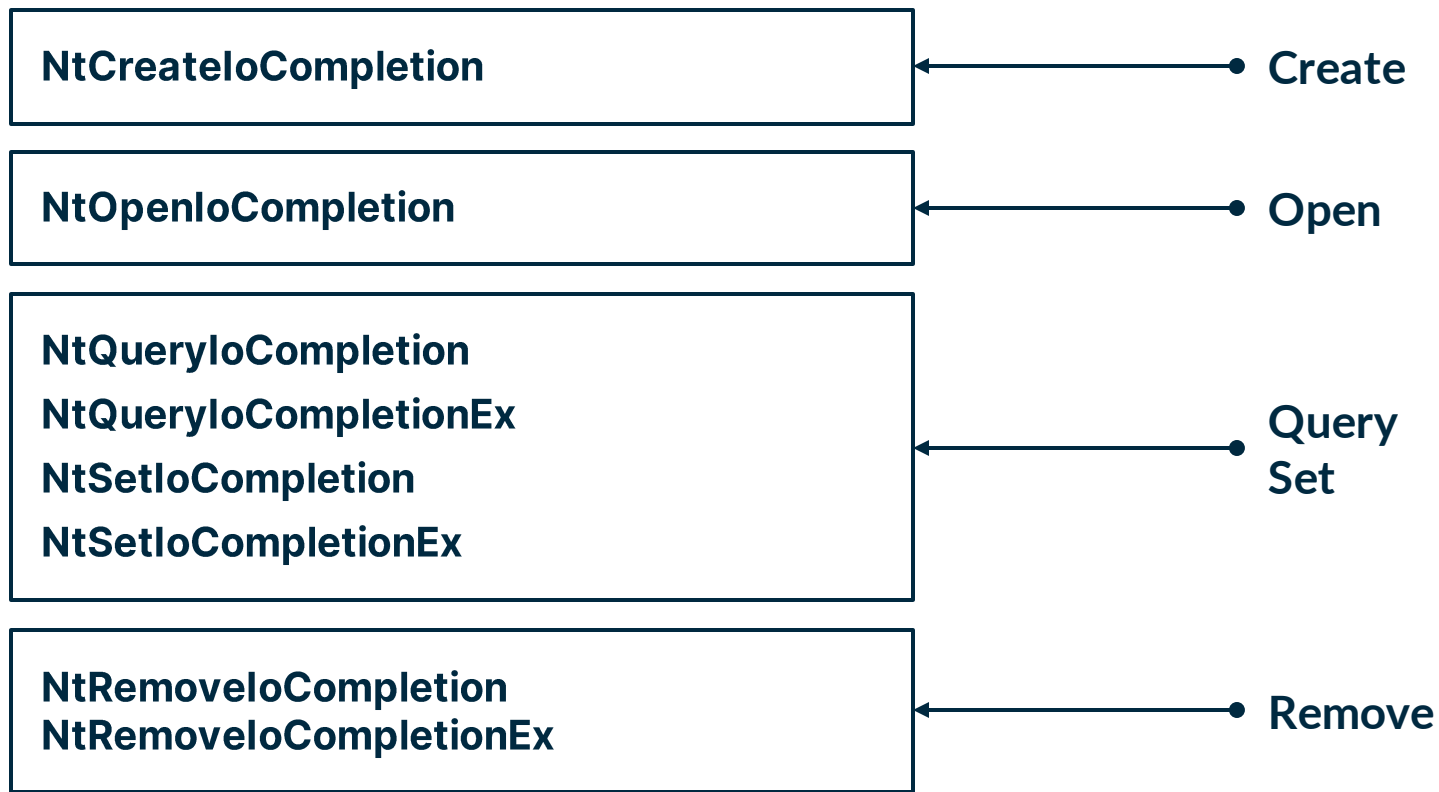 NtCreateIoCompletion
Create
NtOpenIoCompletion
Open
NtQueryIoCompletion
NtQueryIoCompletionEx
NtSetIoCompletion
NtSetIoCompletionEx
Query
Set
NtRemoveIoCompletion
NtRemoveIoCompletionEx
Remove